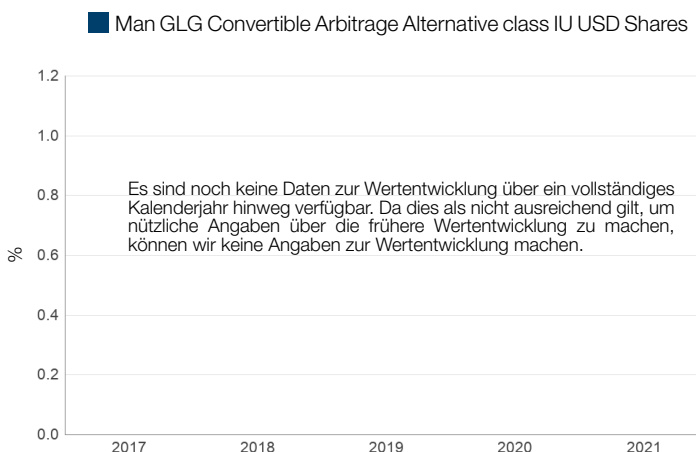 Man GLG Convertible Arbitrage Alternative class IU USD Shares
1.2
1.0
Es sind noch keine Daten zur Wertentwicklung über ein vollständiges
0.8
Kalenderjahr hinweg verfügbar. Da dies als nicht ausreichend gilt, um
nützliche Angaben über die frühere Wertentwicklung zu machen,
können wir keine Angaben zur Wertentwicklung machen.
%
0.6
0.4
0.2
0.0
2017 2018 2019 2020 2021